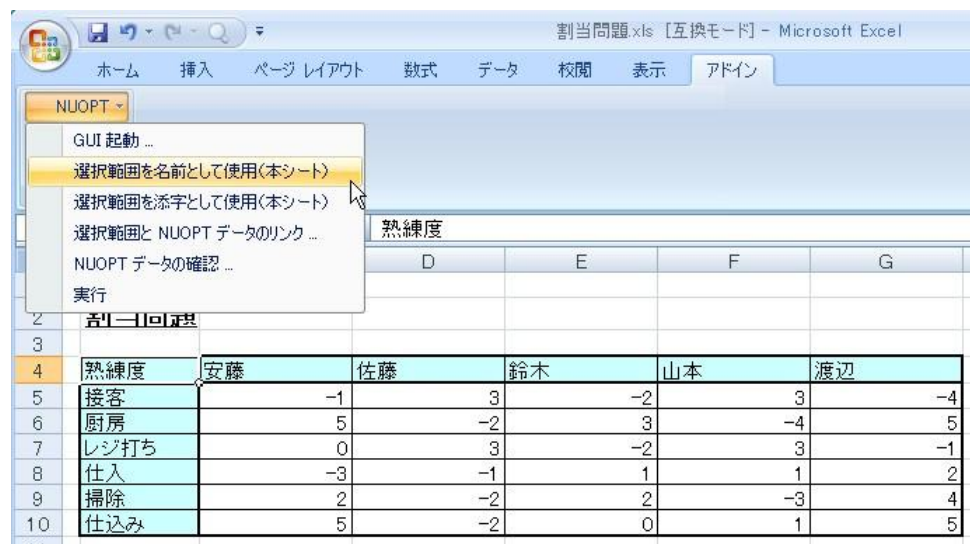 割当問題.xls [互換モード] - Microsoft Excel
ホーム 挿入 ページ レイアウト 数式 データ 校閲 表示 アドイン
NUOPT
GUI 起動 ...
選択範囲を名前として使用(本シート)
選択範囲を添字として使用(本シート)
選択範囲と NUOPT データのリンク ...
NUOPT データの確認 ...
実行
熟練度
D E F G
2 割当問題
3
4 熟練度 安藤 佐藤 鈴木 山本 渡辺
5 接客 -1 3 -2 3 -4
6 厨房 5 -2 3 -4 5
7 レジ打ち 0 3 -2 3 -1
8 仕入 -3 -1 1 1 2
9 掃除 2 -2 2 -3 4
10 仕込み 5 -2 0 1 5